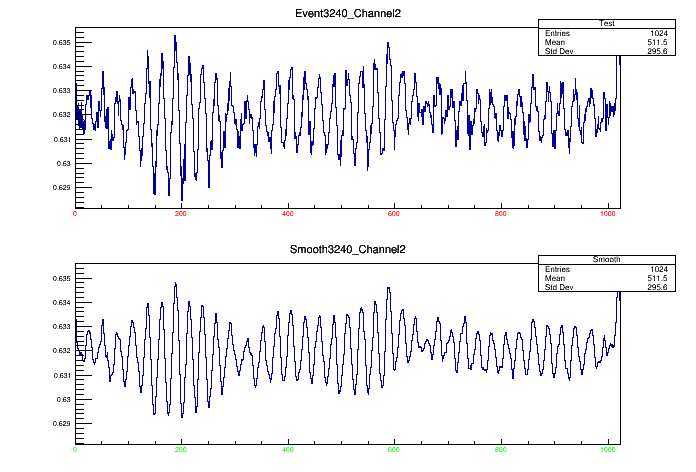 Event3240_Channel2
Test
Entries 1024
Mean 511.5
Std Dev 295.6
0.635
0.634
0.633
0.632
0.631
0.63
0.629
0 200 400 600 800 1000
Smooth3240_Channel2
Smooth
Entries 1024
Mean 511.5
Std Dev 295.6
0.635
0.634
0.633
0.632
0.631
0.63
0.629
0 200 400 600 800 1000